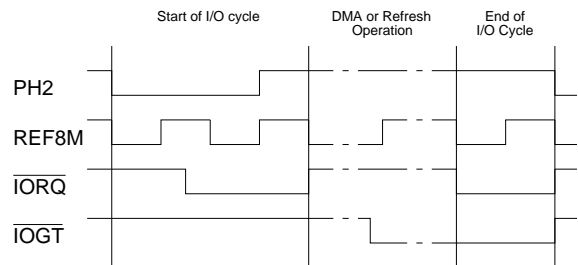 Start of I/O cycle
DMA or Refresh
Operation
End of
I/O Cycle
PH2
REF8M
IORQ
IOGT